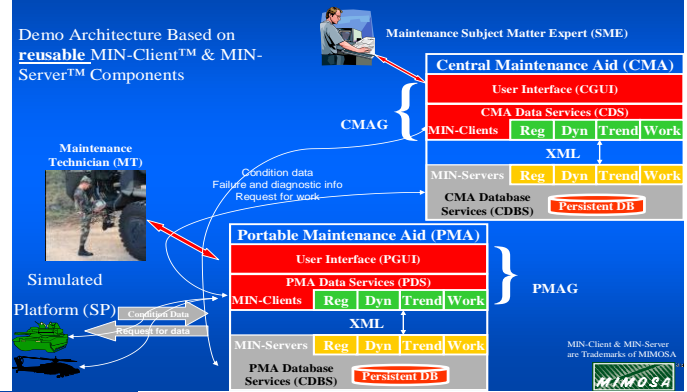 Demo Architecture Based on
reusable MIN-Client™ & MIN-
Server™ Components
Maintenance Subject Matter Expert (SME)
Central Maintenance Aid (CMA)
User Interface (CGUI)
CMA Data Services (CDS)
MIN-Clients Reg Dyn Trend Work
XML
MIN-Servers Reg Dyn Trend Work
CMA Database
Services (CDBS)
Persistent DB
CMAG
Maintenance
Technician (MT)
Condition data
Failure and diagnostic info
Request for work
Portable Maintenance Aid (PMA)
User Interface (PGUI)
PMA Data Services (PDS)
MIN-Clients Reg Dyn Trend Work
XML
MIN-Servers Reg Dyn Trend Work
PMA Database
Services (CDBS)
Persistent DB
PMAG
Simulated
Platform (SP)
Condition Data
Request for data
MIN-Client & MIN-Server
are Trademarks of MIMOSA
MIMOSA